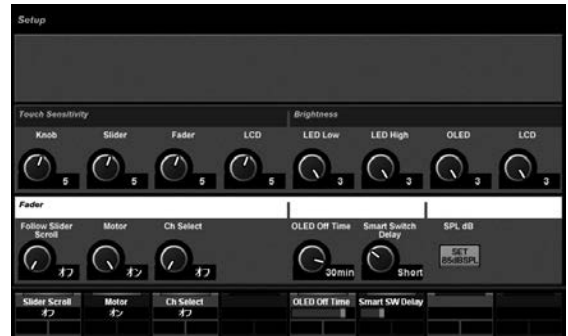 Setup
Touch Sensitivity
Brightness
Knob Slider Fader LCD LED Low LED High OLED LCD
5 5 5 5 3 3 3 3
Fader
Follow Slider Scroll
Motor
Ch Select
OLED Off Time
Smart Switch Delay
SPL dB
オフ オン オフ 30min Short
SET
85dBSPL
Slider Scroll Motor Ch Select OLED Off Time Smart SW Delay
オフ オン オフ